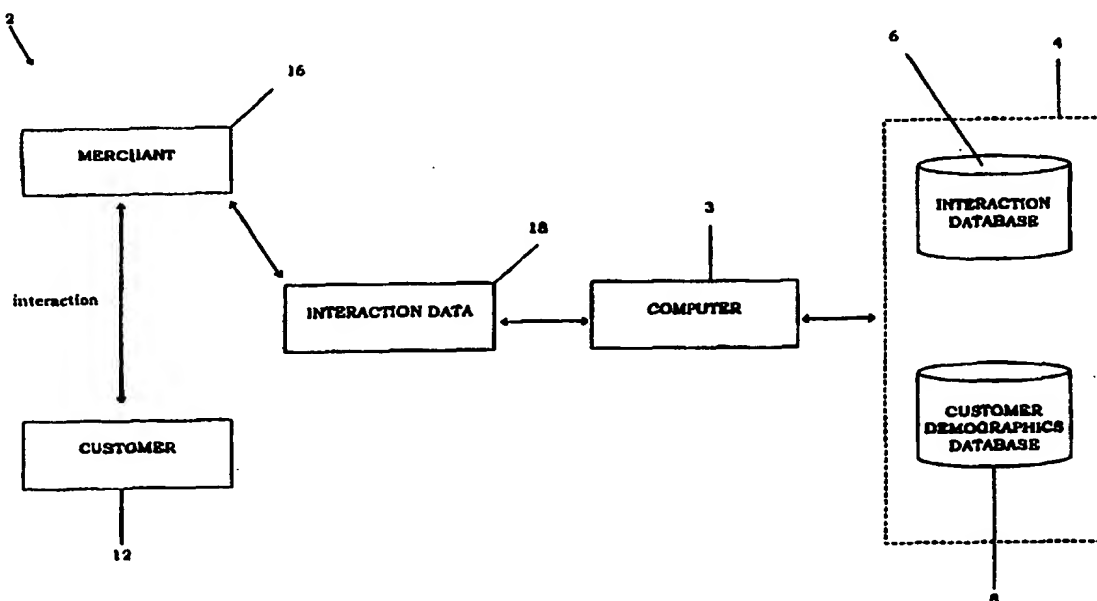 2
16
MERCHANT
interaction
CUSTOMER
12
18
INTERACTION DATA
3
COMPUTER
6
4
INTERACTION
DATABASE
CUSTOMER
DEMOGRAPHICS
DATABASE
8